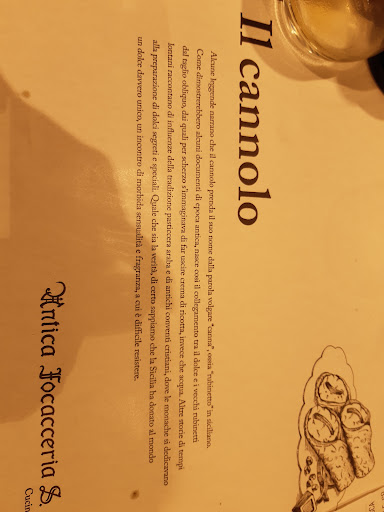 Il cannolo
Alcune leggende narrano che il cannolo prenda il suo nome dalla parola volgare "canna", ossia "rubinetto" in siciliano.
Come dimostrerebbero alcuni documenti di epoca antica, nasce così il collegamento tra il dolce e i vecchi rubinetti
dal taglio obliquo, dai quali per scherzo s'immaginava di far uscire crema di ricotta, invece che acqua. Altre storie di tempi
lontani raccontano di influenze della tradizione pasticcera araba e di antichi conventi cristiani, dove le monache si dedicavano
alla preparazione di dolci segreti e speciali. Quale che sia la verità, di certo sappiamo che la Sicilia ha donato al mondo
un dolce davvero unico, un incontro di morbida sensualità e fragranza, a cui è difficile resistere.
Antica Focacceria S.